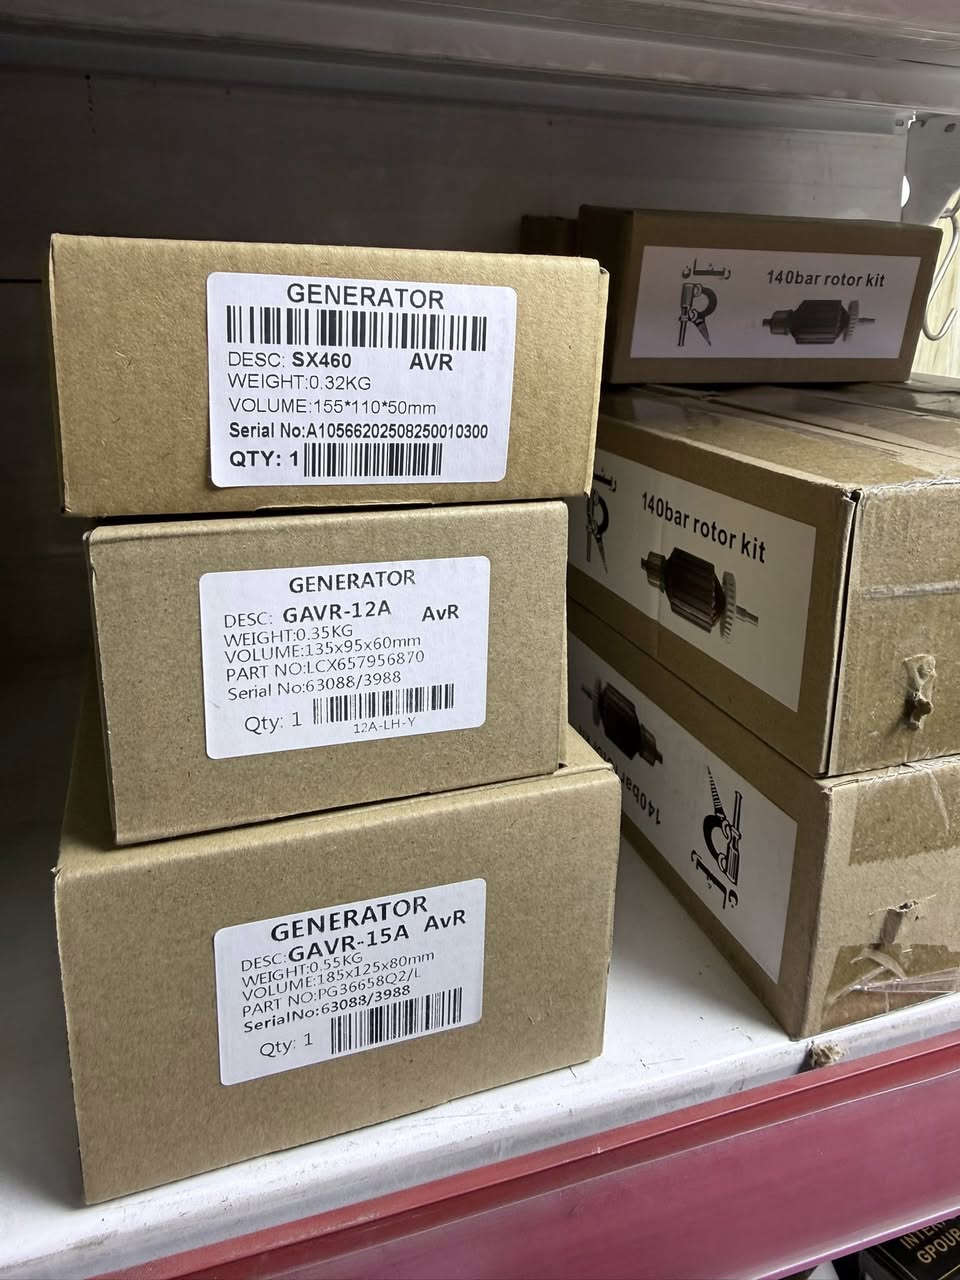 GENERATOR
DESC: SX460 AVR
WEIGHT:0.32KG
VOLUME:155*110*50mm
Serial No:A10566202508250010300
QTY: 1
GENERATOR
DESC: GAVR-12A AvR
WEIGHT:0.35KG
VOLUME:135x95x60mm
PART NO:LCX657956870
Serial No:63088/3988
Qty: 1
12A-LH-Y
GENERATOR
DESC:GAVR-15A AvR
WEIGHT:0.55KG
VOLUME:185x125x80mm
PART NO:PG36658Q2/L
SerialNo:63088/3988
Qty: 1
ریشان
140bar rotor kit
140bar rotor kit
140bar